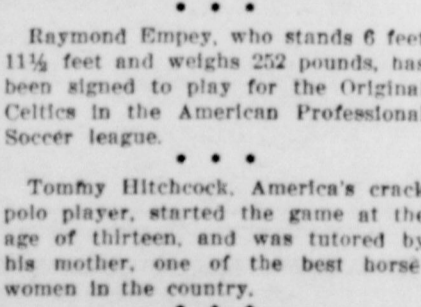 • • •
Raymond Empey, who stands 6 feet
11½ feet and weighs 252 pounds, has
been signed to play for the Origina
Celtics in the American Professiona
Soccer league.
• • •
Tommy Hitchcock, America's crack
polo player, started the game at the
age of thirteen, and was tutored by
his mother, one of the best horse-
women in the country.